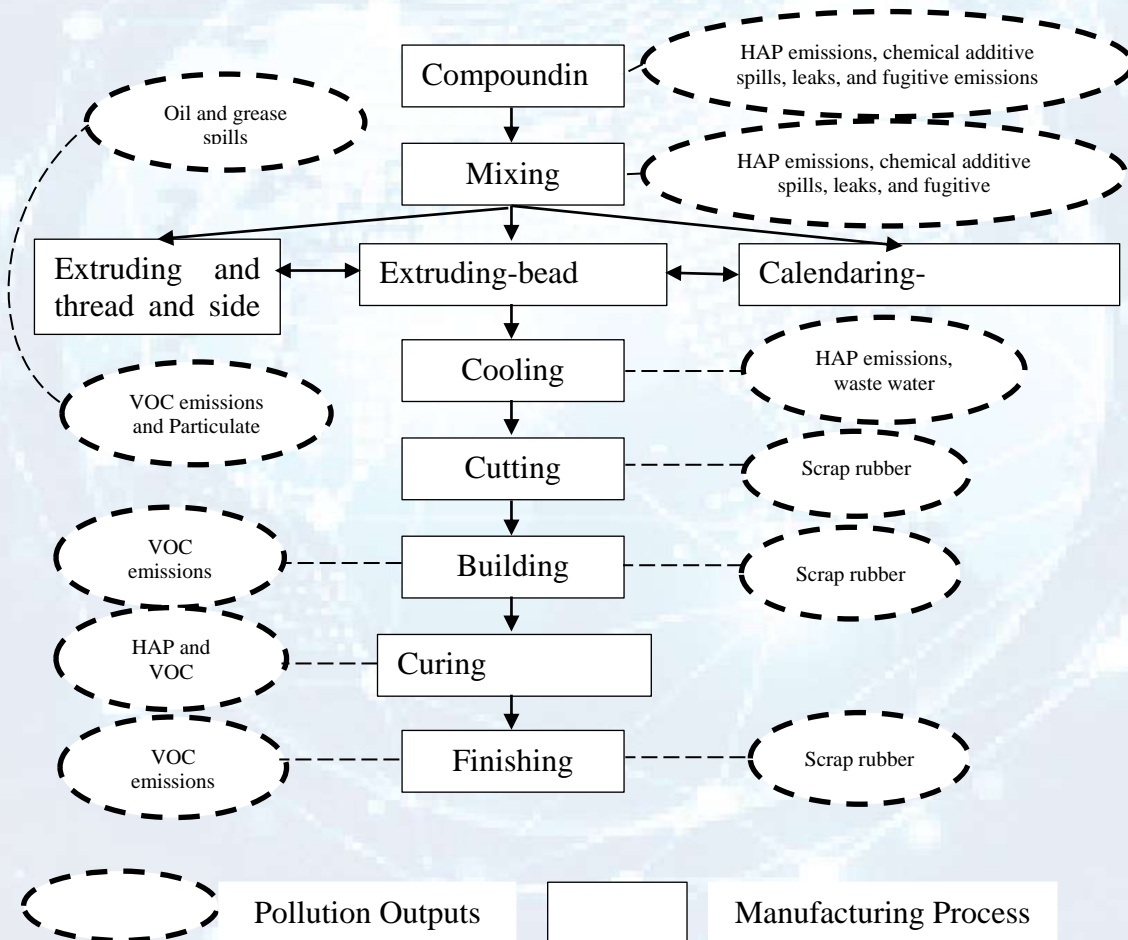 Compoundin
HAP emissions, chemical additive
spills, leaks, and fugitive emissions
Oil and grease
spills
Mixing
HAP emissions, chemical additive
spills, leaks, and fugitive
Extruding and
thread and side
Extruding-bead
Calendaring-
Cooling
HAP emissions,
waste water
VOC emissions
and Particulate
Cutting
Scrap rubber
VOC
emissions
Building
Scrap rubber
HAP and
VOC
Curing
VOC
emissions
Finishing
Scrap rubber
Pollution Outputs
Manufacturing Process